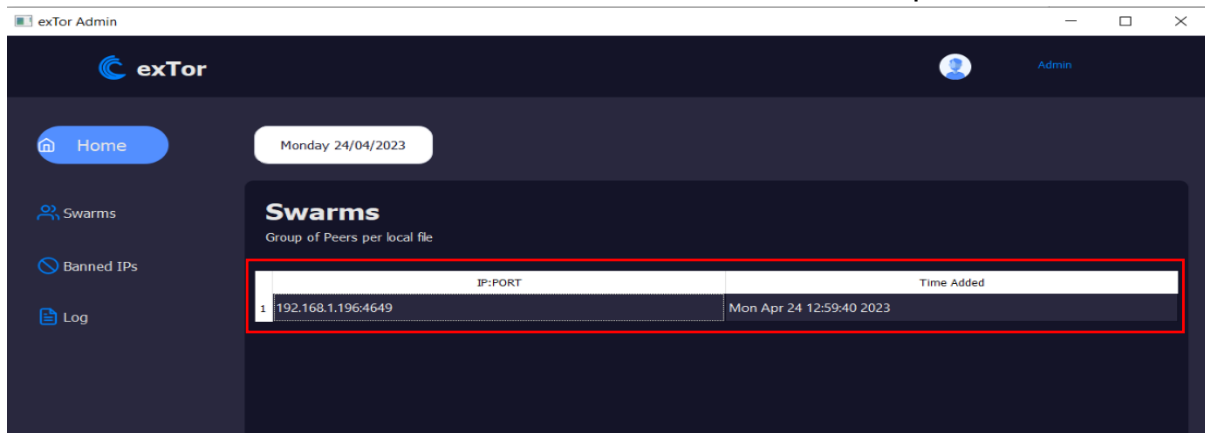 exTor Admin
exTor
Admin
Home
Monday 24/04/2023
Swarms
Banned IPs
Log
Swarms
Group of Peers per local file
IP:PORT Time Added
1 192.168.1.196:4649 Mon Apr 24 12:59:40 2023